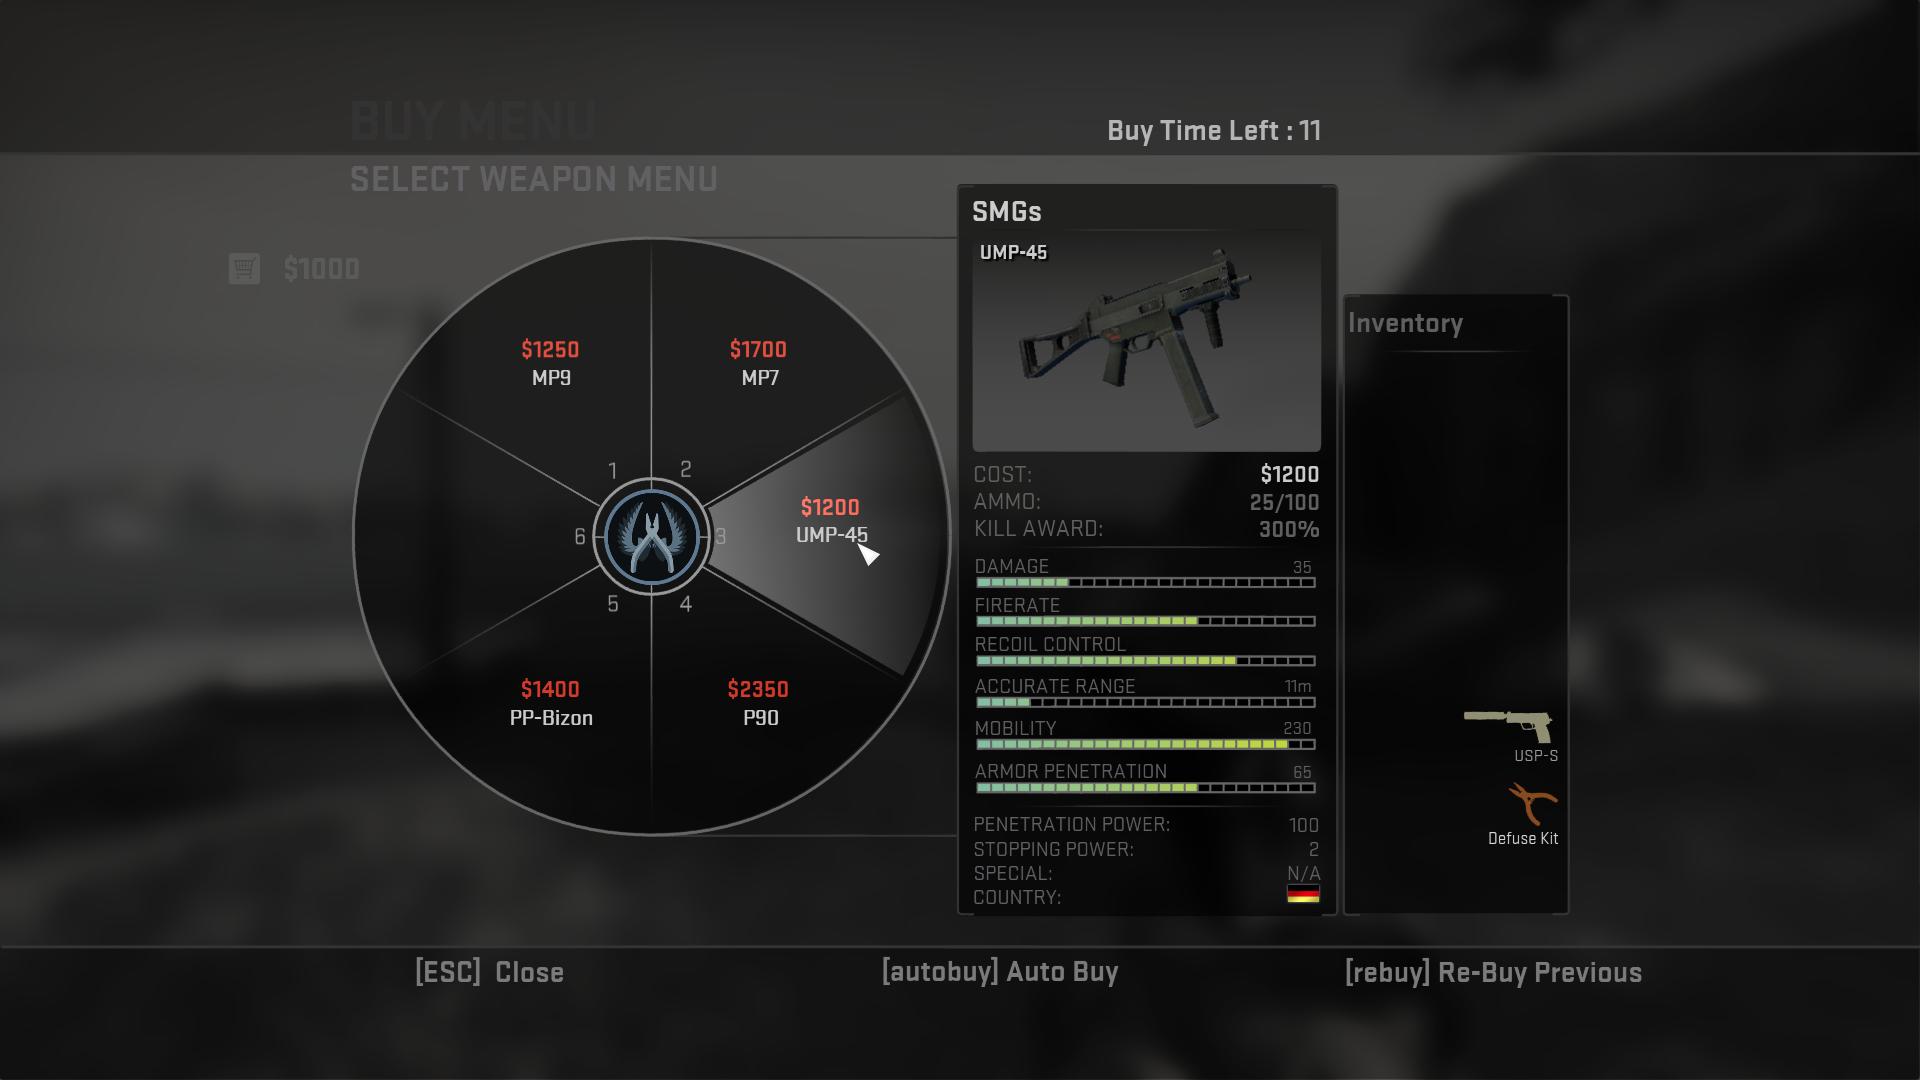 BUY MENU
Buy Time Left : 11
SELECT WEAPON MENU
$1000
$1250
MP9
$1700
MP7
1
2
$1200
UMP-45
6
3
5
4
$1400
PP-Bizon
$2350
P90
SMGs
UMP-45
COST: $1200
AMMO: 25/100
KILL AWARD: 300%
DAMAGE 35
FIRERATE
RECOIL CONTROL
ACCURATE RANGE 11m
MOBILITY 230
ARMOR PENETRATION 65
PENETRATION POWER: 100
STOPPING POWER: 2
SPECIAL: N/A
COUNTRY:
Inventory
USP-S
Defuse Kit
[ESC] Close
[autobuy] Auto Buy
[rebuy] Re-Buy Previous